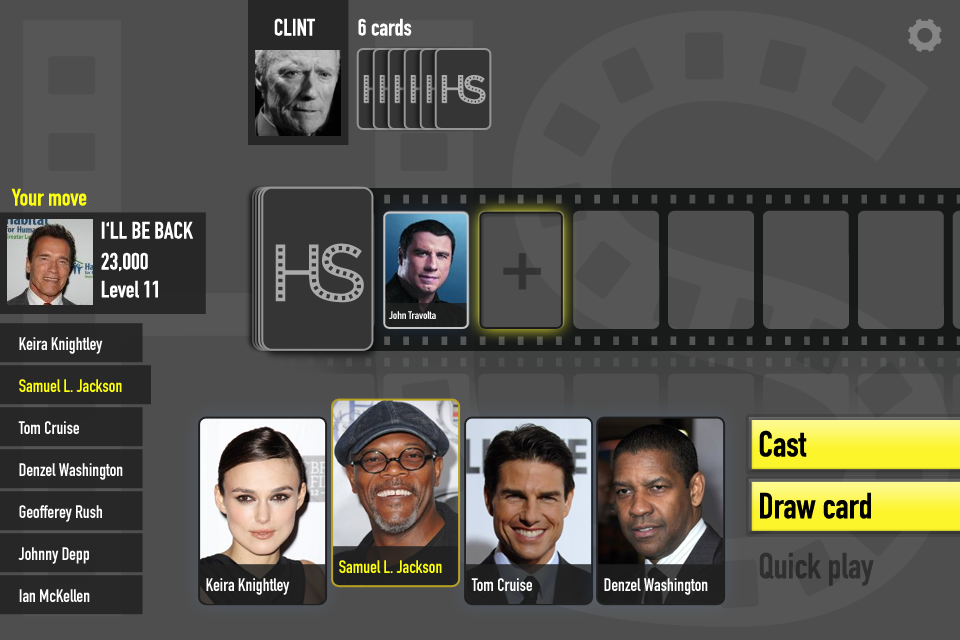 CLINT
6 cards
HS
Your move
I'LL BE BACK
23,000
Level 11
HS
John Travolta
Keira Knightley
Samuel L. Jackson
Tom Cruise
Denzel Washington
Geofferey Rush
Johnny Depp
Ian McKellen
Keira Knightley
Samuel L. Jackson
Tom Cruise
Denzel Washington
Cast
Draw card
Quick play